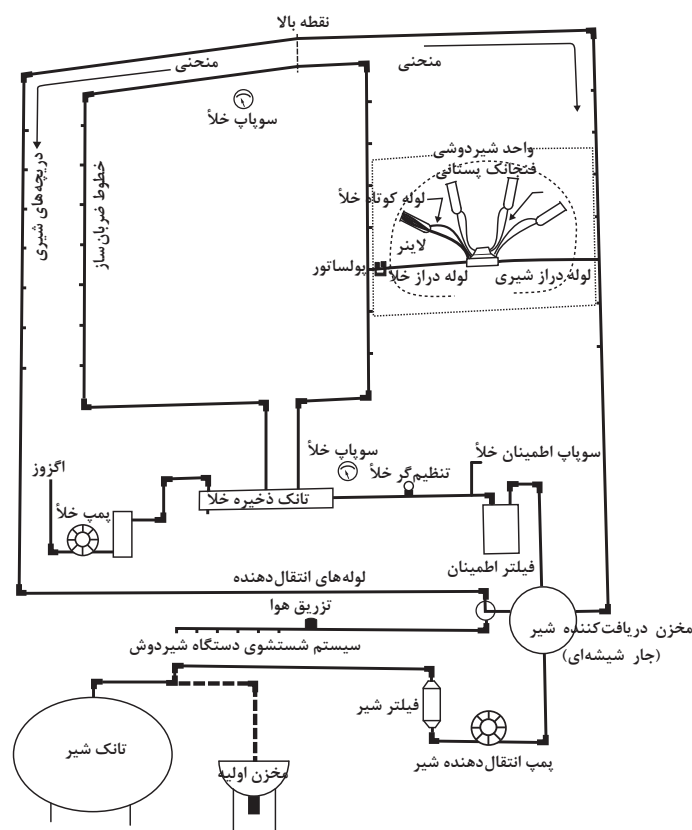 نقطه بالا
منحنی
منحنی
سوپاپ خلأ
دریچه‌های شیری
خطوط ضربان‌ساز
واحد شیردوشی
فنجانک پستانی
لوله کوتاه خلأ
لاینر
پولساتور
لوله دراز خلأ
لوله دراز شیری
سوپاپ خلأ
سوپاپ اطمینان خلأ
تنظیم‌گر خلأ
اگزوز
پمپ خلأ
تانک ذخیره خلا
فیلتر اطمینان
لوله‌های انتقال‌دهنده
تزریق هوا
سیستم شستشوی دستگاه شیردوش
مخزن دریافت‌کننده شیر
(جار شیشه‌ای)
فیلتر شیر
تانک شیر
مخزن اولیه
پمپ انتقال‌دهنده شیر